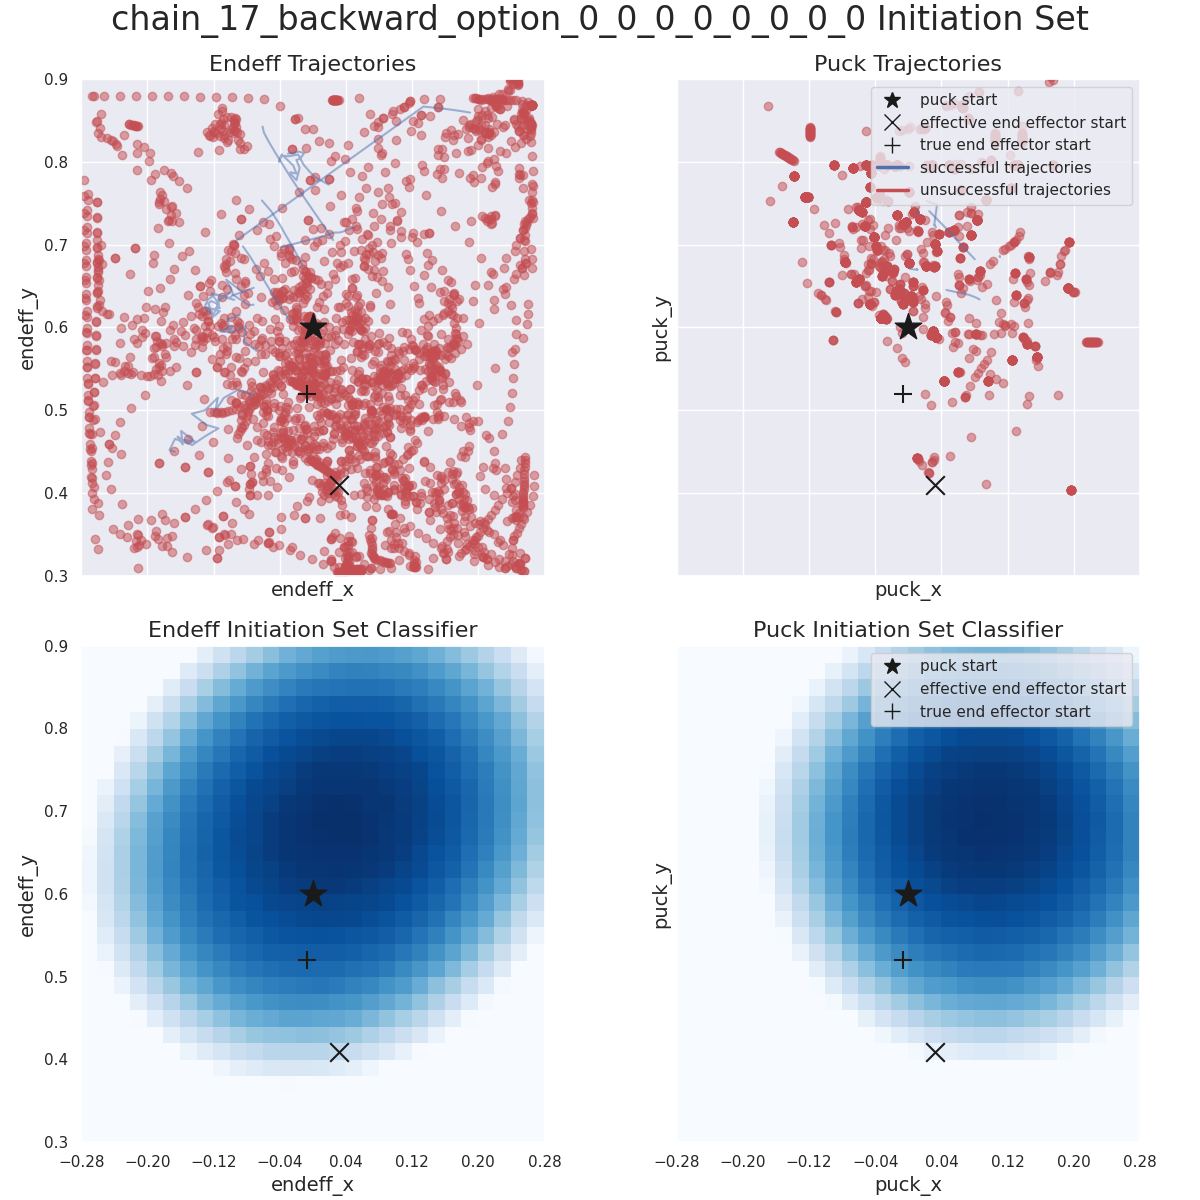 chain_17_backward_option_0_0_0_0_0_0_0_0 Initiation Set
Endeff Trajectories
0.9
0.8
0.7
0.6
0.5
0.4
0.3
endeff_y
endeff_x
Puck Trajectories
puck start
effective end effector start
true end effector start
successful trajectories
unsuccessful trajectories
puck_y
puck_x
Endeff Initiation Set Classifier
0.9
0.8
0.7
0.6
0.5
0.4
0.3
endeff_y
−0.28 −0.20 −0.12 −0.04 0.04 0.12 0.20 0.28
endeff_x
Puck Initiation Set Classifier
puck start
effective end effector start
true end effector start
puck_y
−0.28 −0.20 −0.12 −0.04 0.04 0.12 0.20 0.28
puck_x